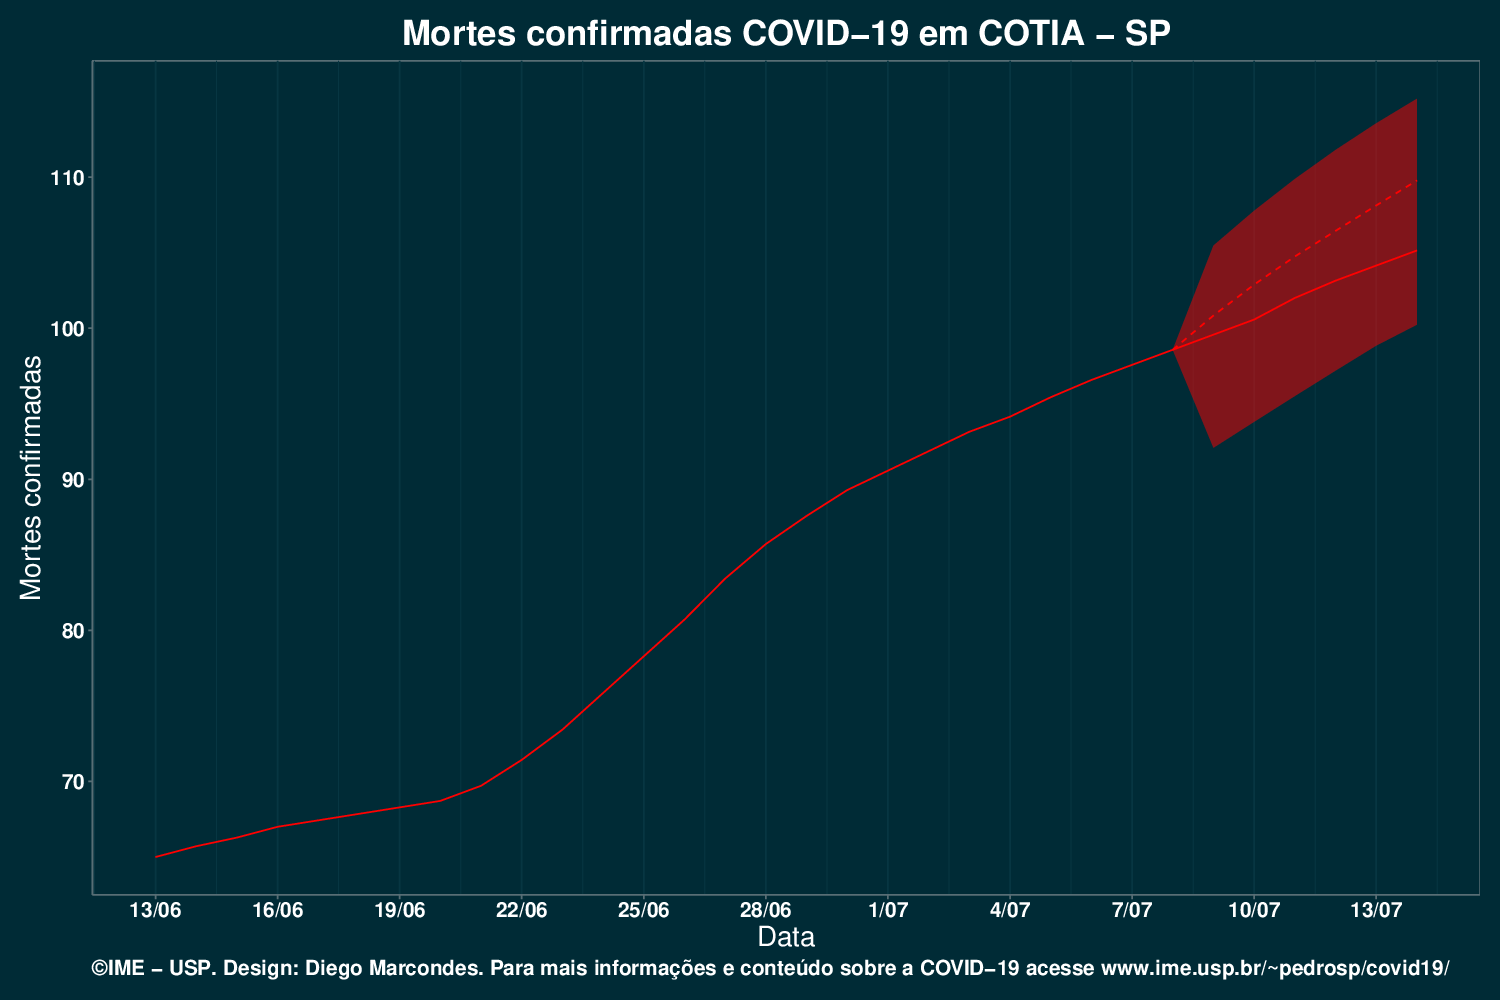 Mortes confirmadas COVID−19 em COTIA − SP
Mortes confirmadas
110
100
90
80
70
13/06 16/06 19/06 22/06 25/06 28/06 1/07 4/07 7/07 10/07 13/07
Data
©IME − USP. Design: Diego Marcondes. Para mais informações e conteúdo sobre a COVID−19 acesse www.ime.usp.br/~pedrosp/covid19/